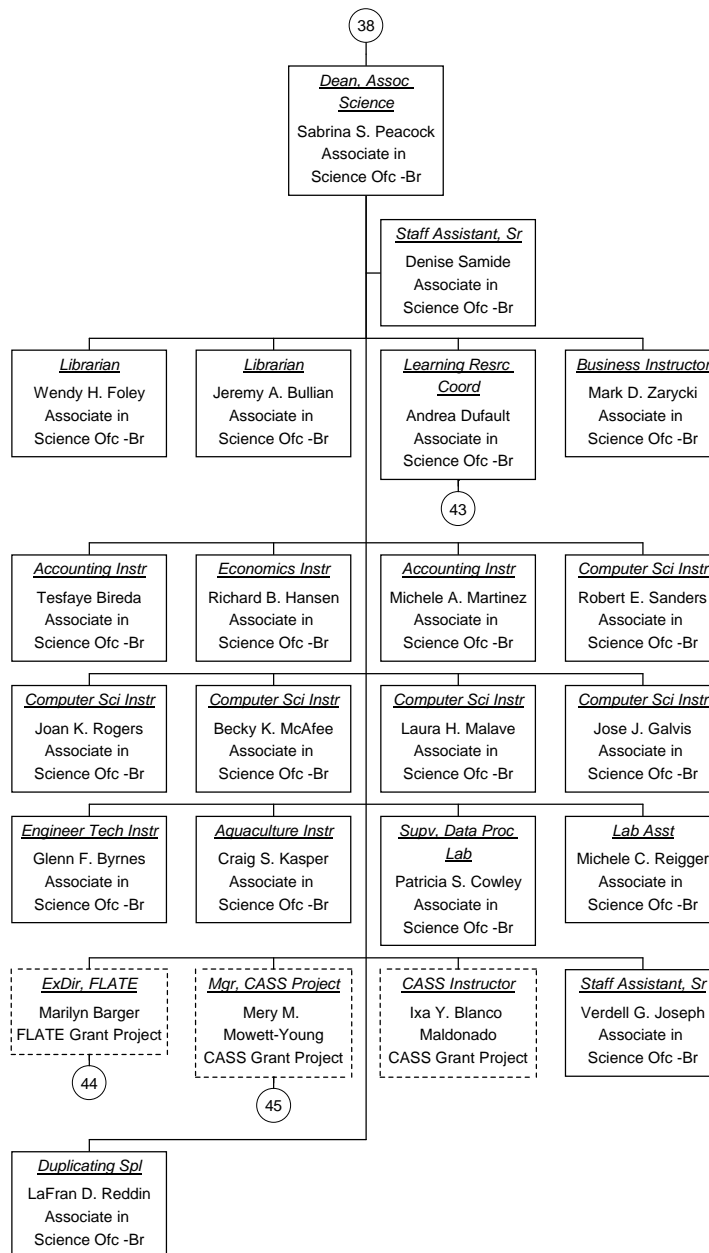 38
Dean, Assoc
Science
Sabrina S. Peacock
Associate in
Science Ofc -Br
Staff Assistant, Sr
Denise Samide
Associate in
Science Ofc -Br
Librarian
Wendy H. Foley
Associate in
Science Ofc -Br
Librarian
Jeremy A. Bullian
Associate in
Science Ofc -Br
Learning Resrc
Coord
Andrea Dufault
Associate in
Science Ofc -Br
43
Business Instructor
Mark D. Zarycki
Associate in
Science Ofc -Br
Accounting Instr
Tesfaye Bireda
Associate in
Science Ofc -Br
Economics Instr
Richard B. Hansen
Associate in
Science Ofc -Br
Accounting Instr
Michele A. Martinez
Associate in
Science Ofc -Br
Computer Sci Instr
Robert E. Sanders
Associate in
Science Ofc -Br
Computer Sci Instr
Joan K. Rogers
Associate in
Science Ofc -Br
Computer Sci Instr
Becky K. McAfee
Associate in
Science Ofc -Br
Computer Sci Instr
Laura H. Malave
Associate in
Science Ofc -Br
Computer Sci Instr
Jose J. Galvis
Associate in
Science Ofc -Br
Engineer Tech Instr
Glenn F. Byrnes
Associate in
Science Ofc -Br
Aquaculture Instr
Craig S. Kasper
Associate in
Science Ofc -Br
Supv, Data Proc
Lab
Patricia S. Cowley
Associate in
Science Ofc -Br
Lab Asst
Michele C. Reigger
Associate in
Science Ofc -Br
ExDir, FLATE
Marilyn Barger
FLATE Grant Project
44
Mgr, CASS Project
Mery M.
Mowett-Young
CASS Grant Project
45
CASS Instructor
Ixa Y. Blanco
Maldonado
CASS Grant Project
Staff Assistant, Sr
Verdell G. Joseph
Associate in
Science Ofc -Br
Duplicating Spl
LaFran D. Reddin
Associate in
Science Ofc -Br